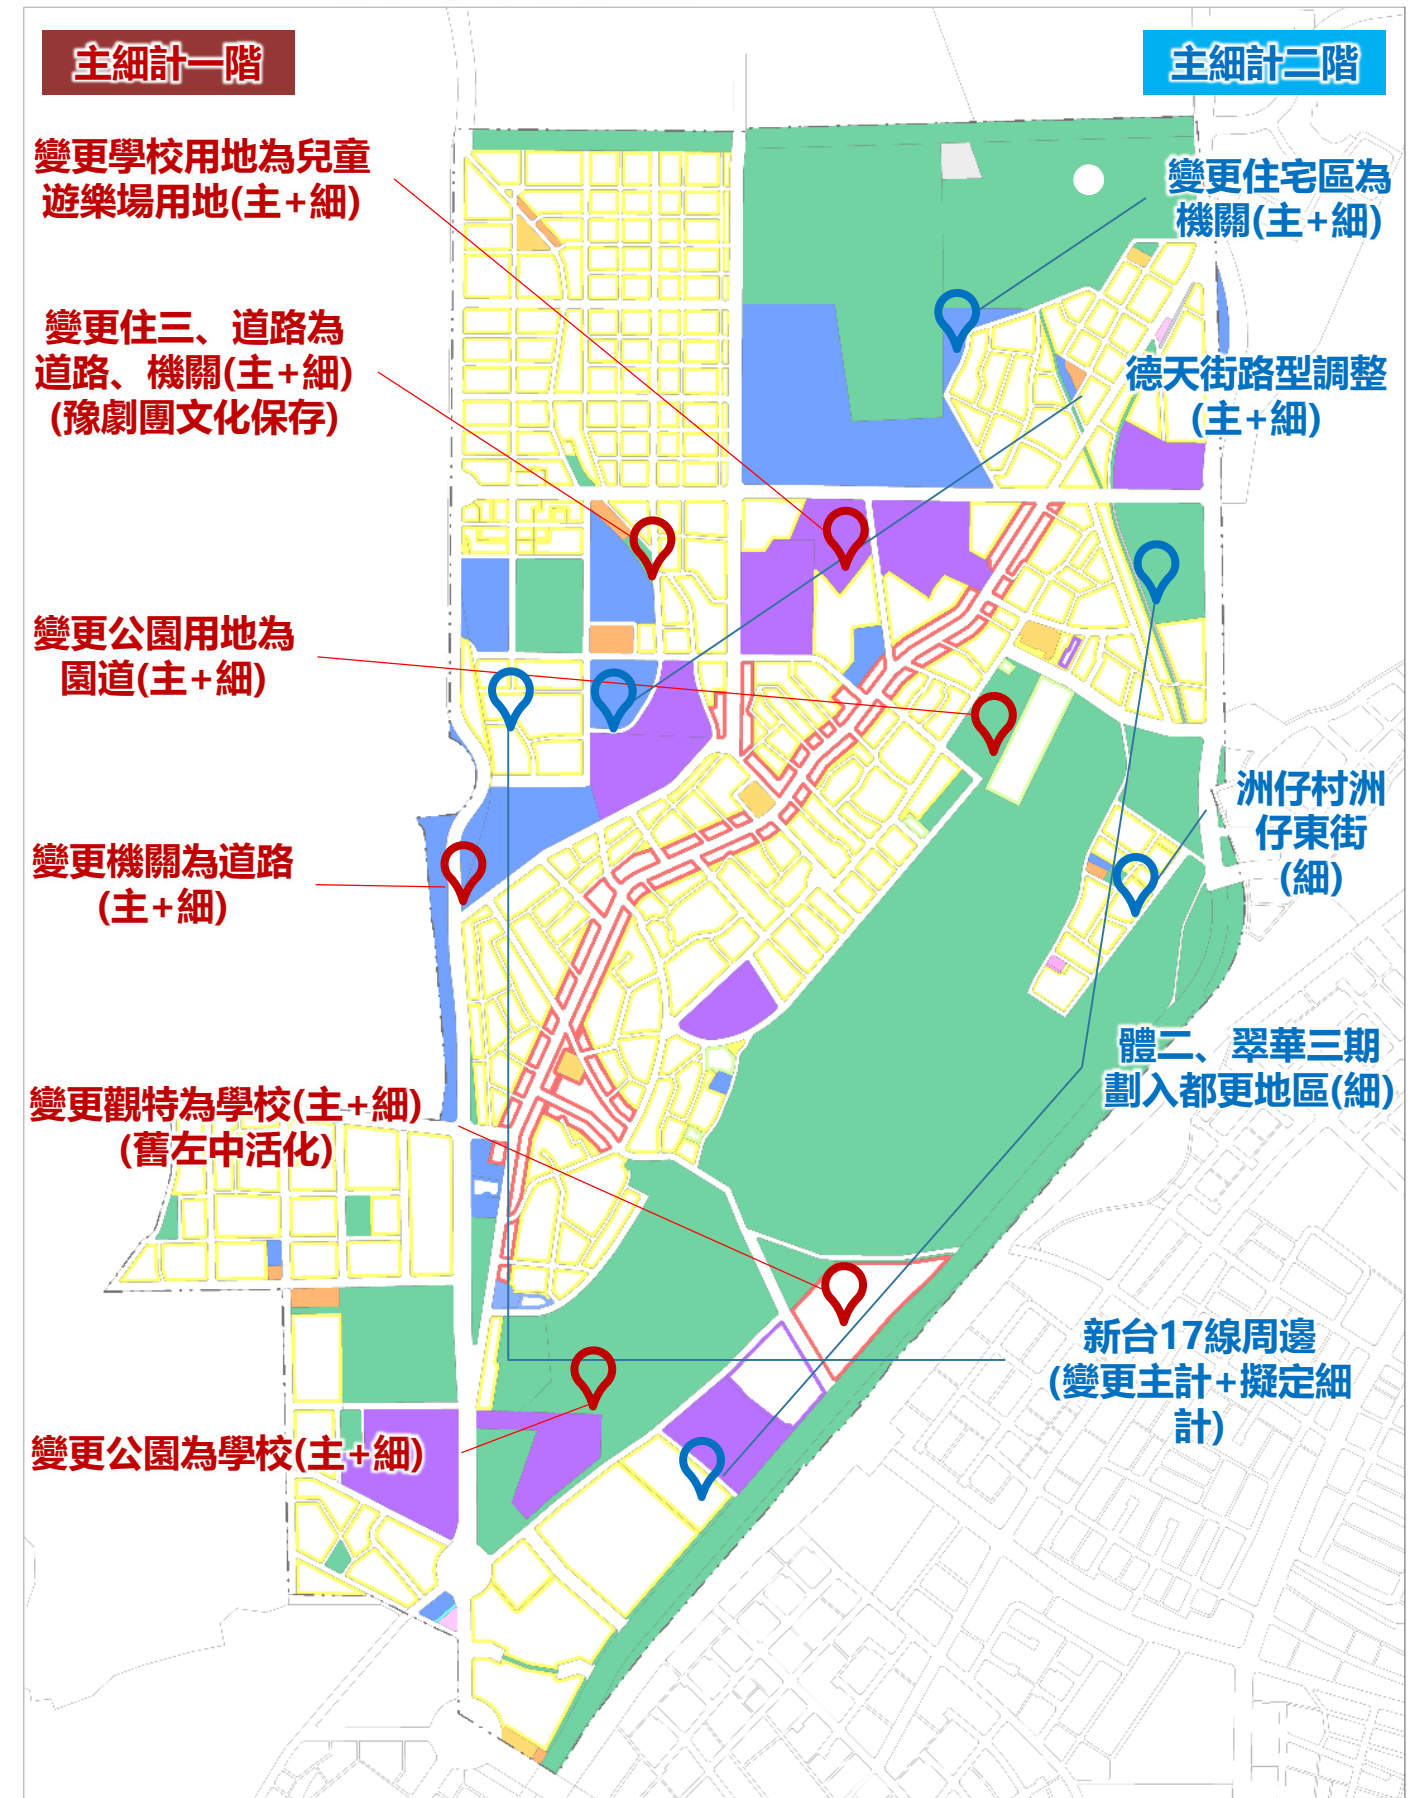 主細計一階
變更學校用地為兒童
遊樂場用地(主+細)
變更住三、道路為
道路、機關(主+細)
(豫劇團文化保存)
變更公園用地為
園道(主+細)
變更機關為道路
(主+細)
變更觀特為學校(主+細)
(舊左中活化)
變更公園為學校(主+細)
主細計二階
變更住宅區為
機關(主+細)
德天街路型調整
(主+細)
洲仔村洲
仔東街
(細)
體二、翠華三期
劃入都更地區(細)
新台17線周邊
(變更主計+擬定細
計)